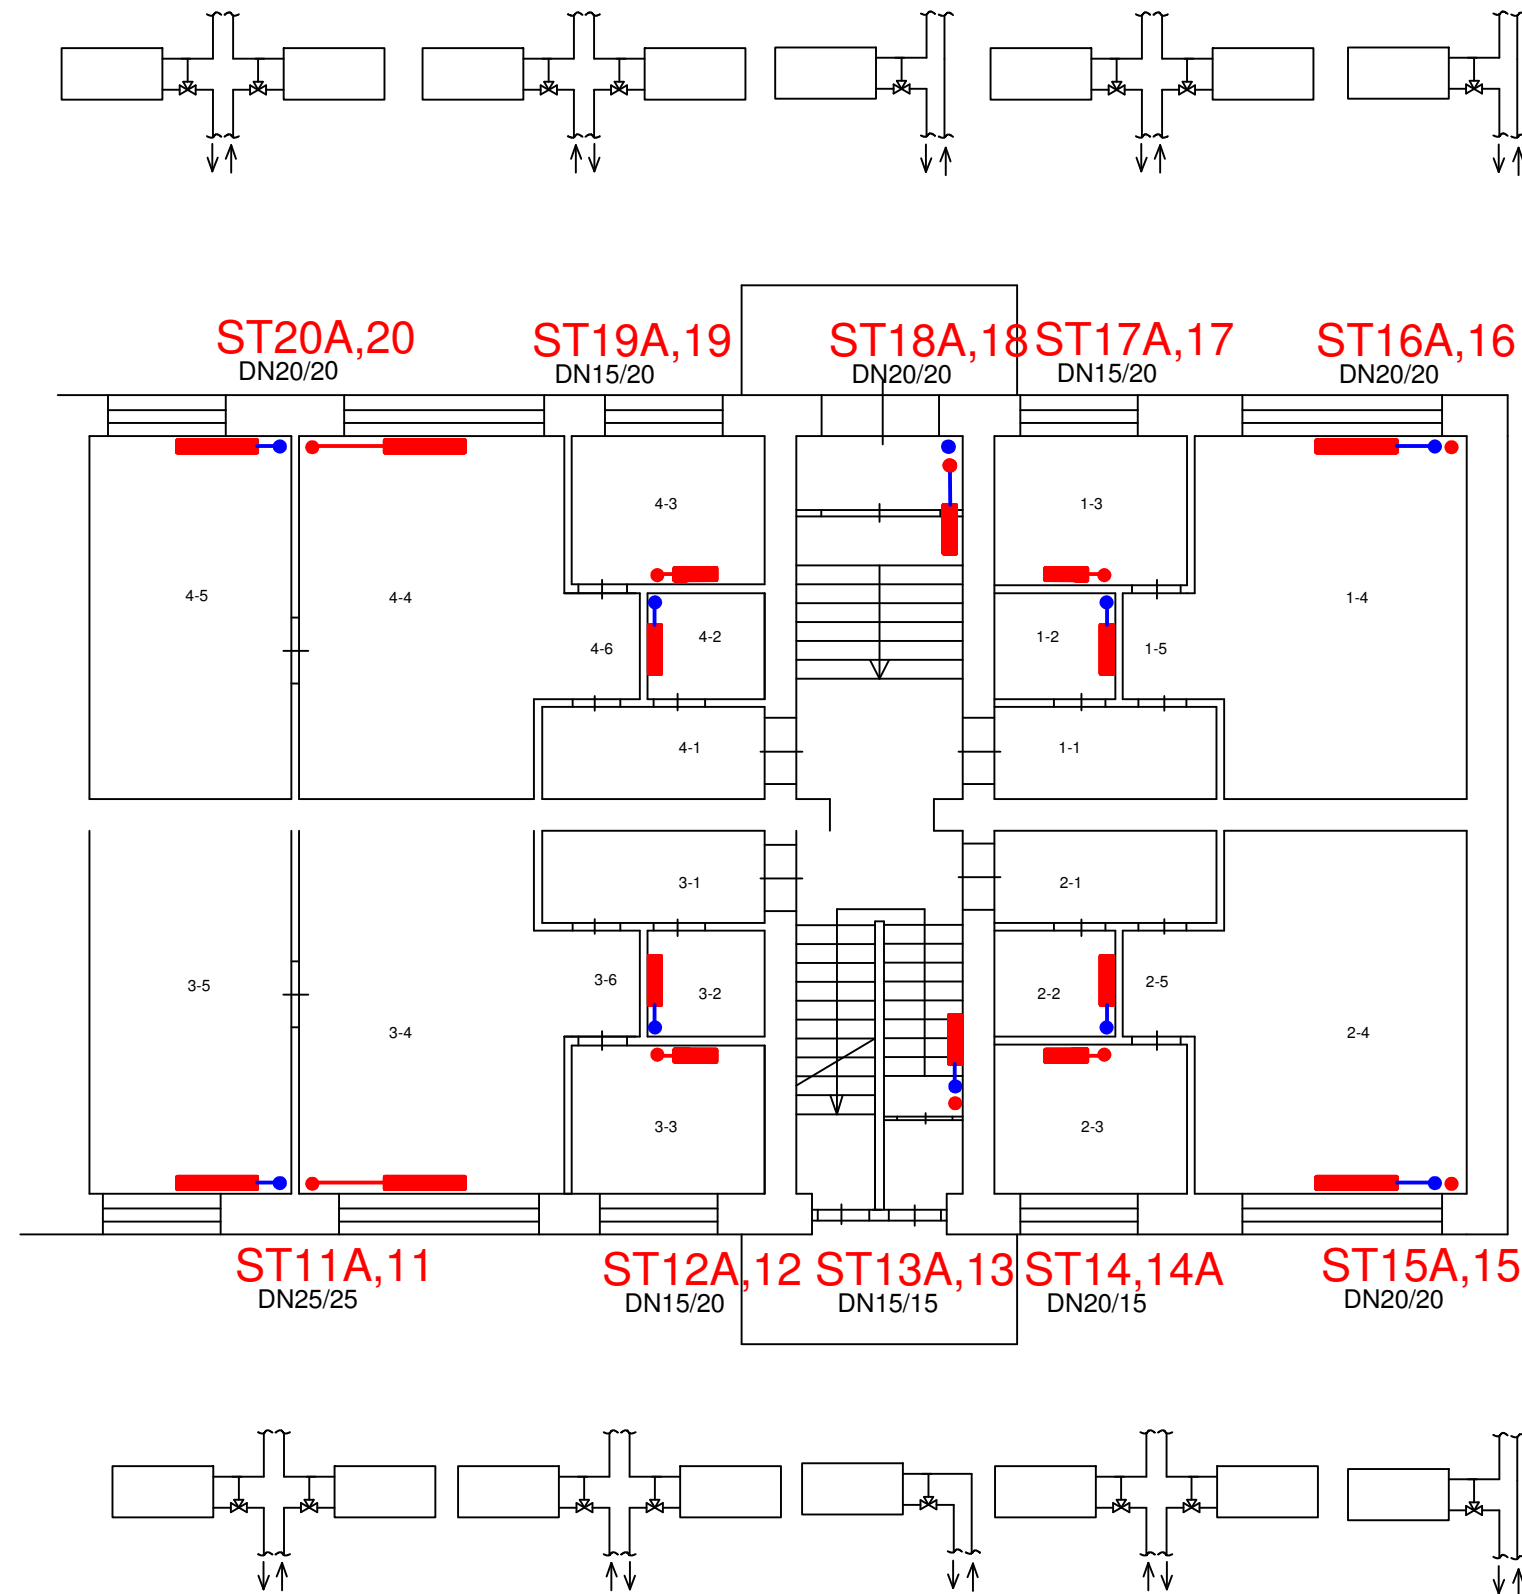 ST20A,20
DN20/20
ST19A,19
DN15/20
ST18A,18
DN20/20
ST17A,17
DN15/20
ST16A,16
DN20/20
4-3
1-3
4-5
4-4
1-4
4-6
4-2
1-2
1-5
4-1
1-1
3-1
2-1
3-5
3-6
3-2
2-2
2-5
3-4
2-4
3-3
2-3
ST11A,11
DN25/25
ST12A,12
DN15/20
ST13A,13
DN15/15
ST14,14A
DN20/15
ST15A,15
DN20/20